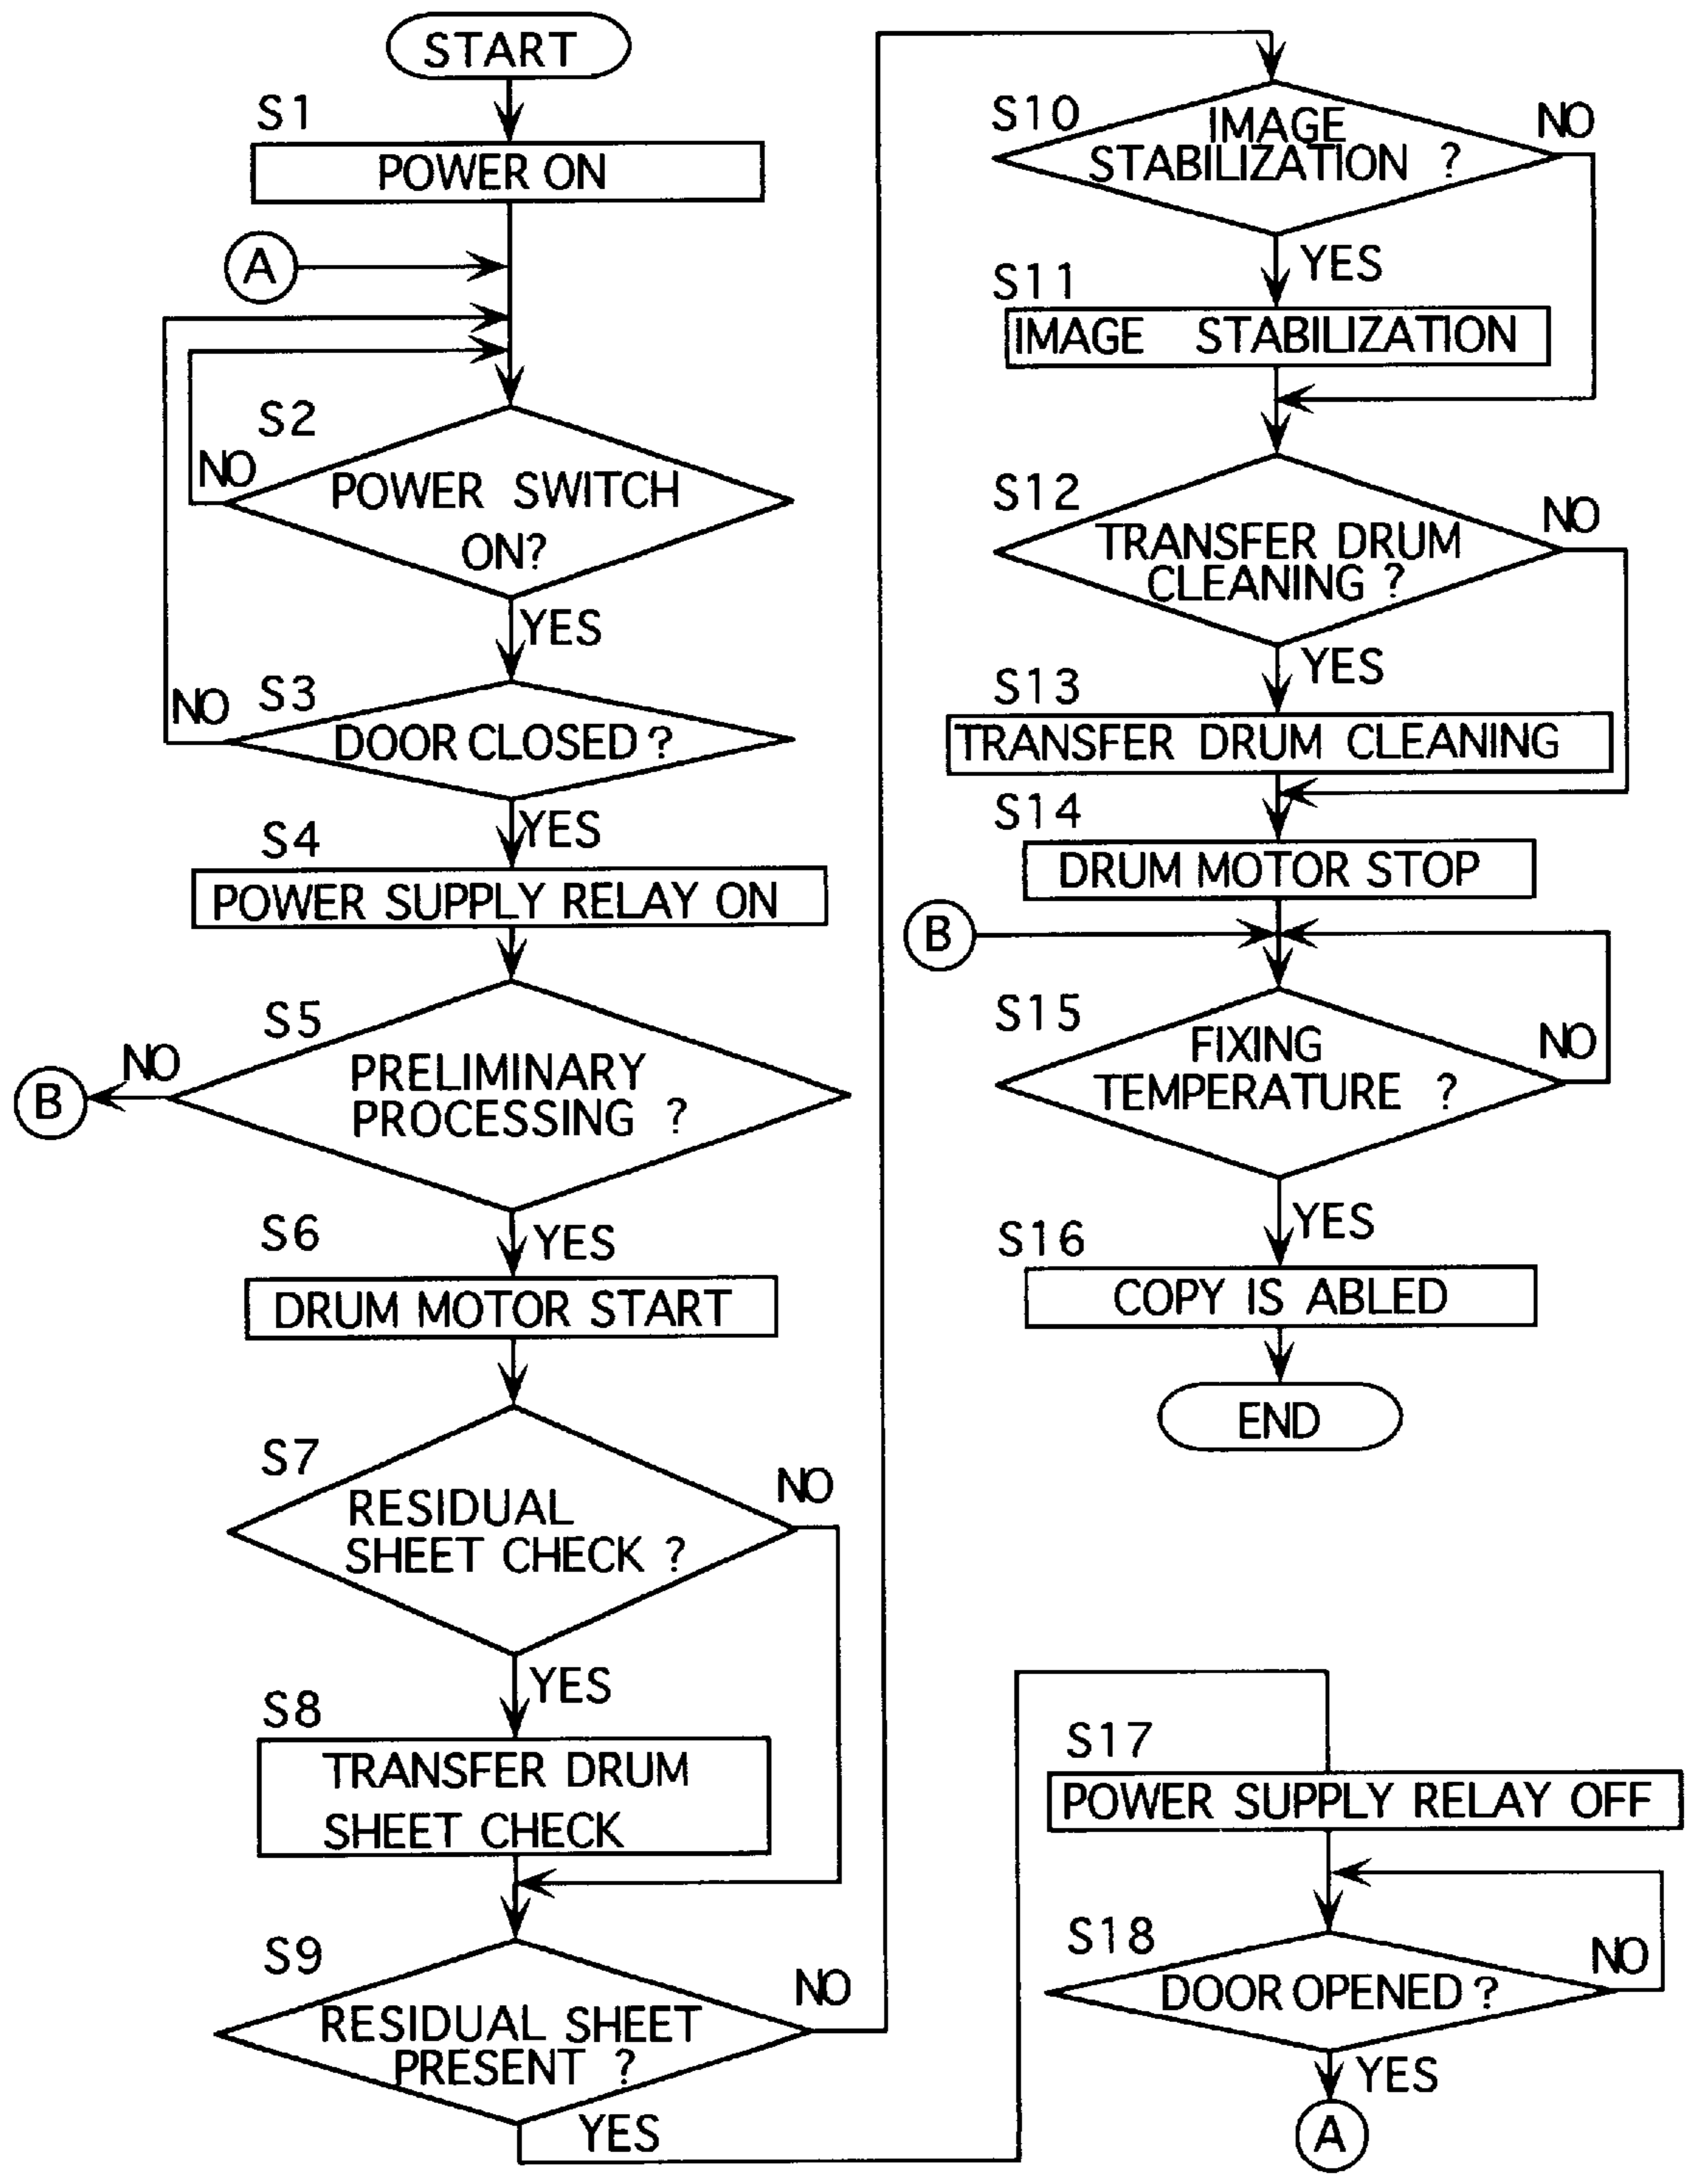 START
S1
POWER ON
A
S2
NO
POWER SWITCH
ON?
YES
S3
NO
DOOR CLOSED ?
YES
S4
POWER SUPPLY RELAY ON
S5
NO
B
PRELIMINARY
PROCESSING ?
YES
S6
DRUM MOTOR START
S7
NO
RESIDUAL
SHEET CHECK ?
YES
S8
TRANSFER DRUM
SHEET CHECK
S9
NO
RESIDUAL SHEET
PRESENT ?
YES
S10
NO
IMAGE
STABILIZATION ?
YES
S11
IMAGE STABILIZATION
S12
NO
TRANSFER DRUM
CLEANING ?
YES
S13
TRANSFER DRUM CLEANING
S14
DRUM MOTOR STOP
B
S15
NO
FIXING
TEMPERATURE ?
YES
S16
COPY IS ABLED
END
S17
POWER SUPPLY RELAY OFF
S18
NO
DOOR OPENED ?
YES
A